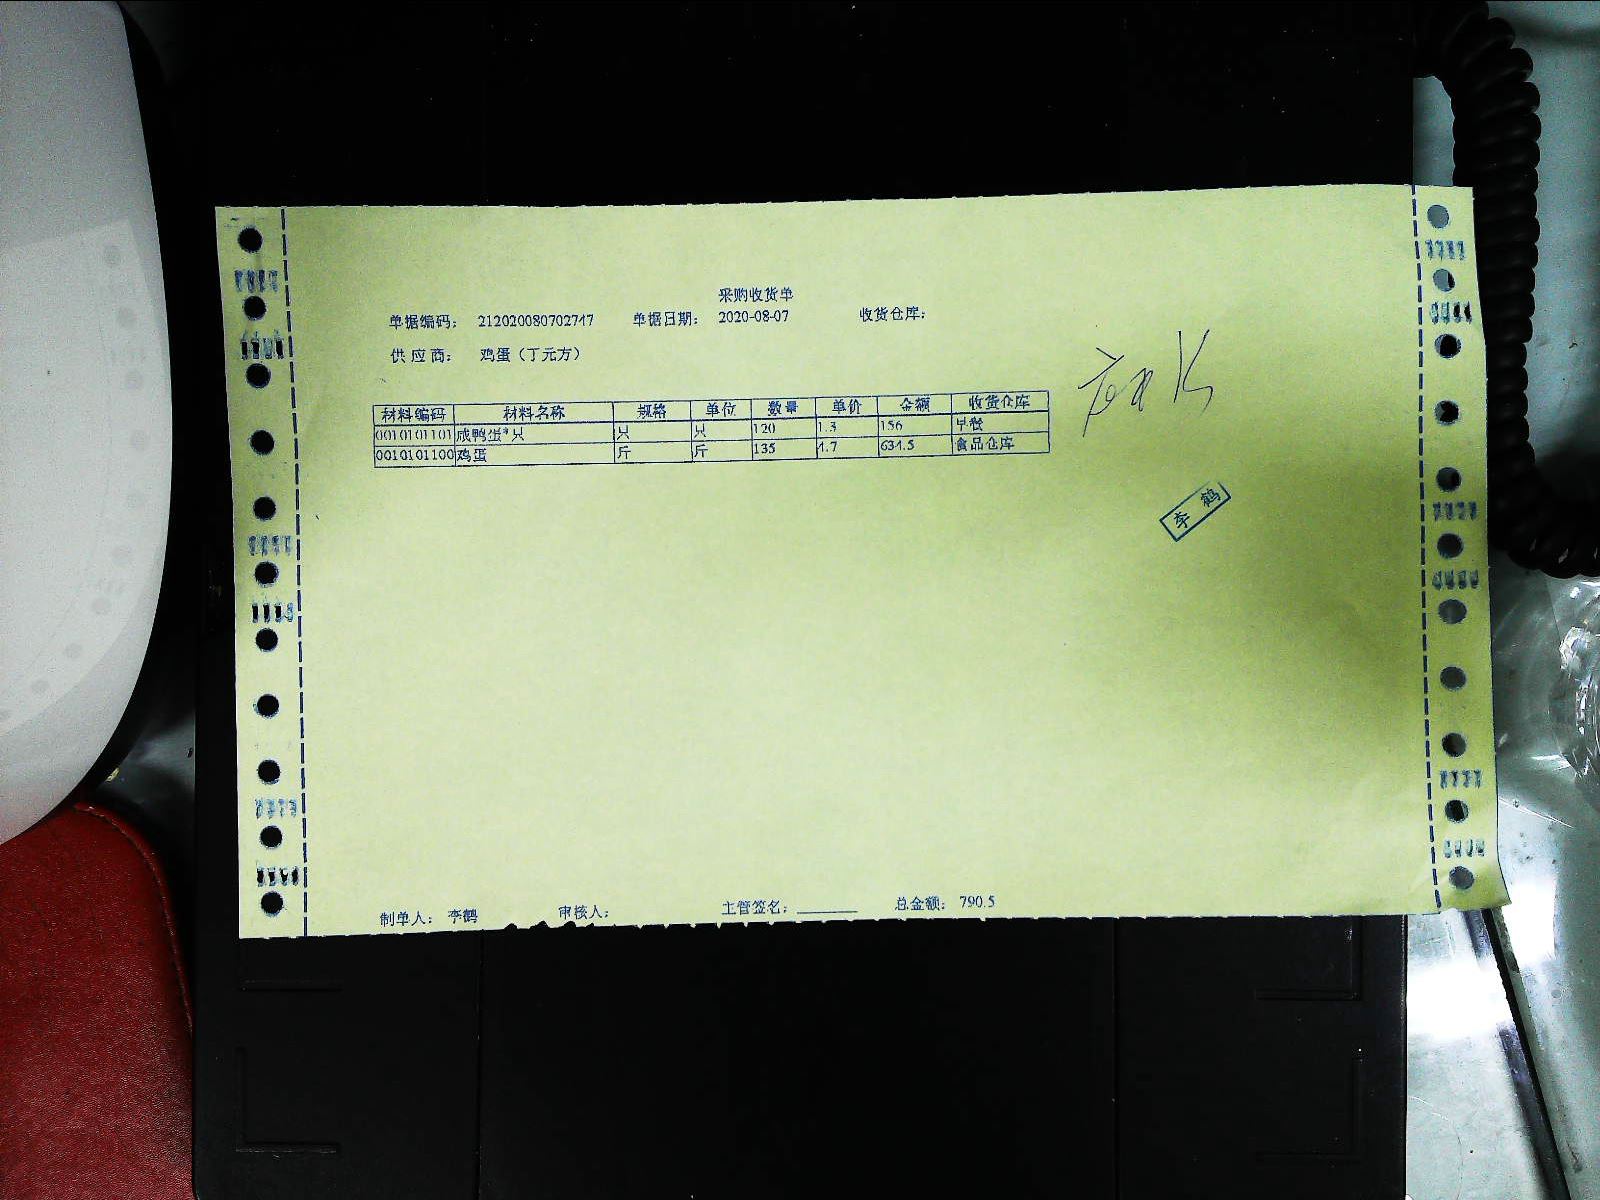 采购收货单
单据编码： 212020080702747 单据日期： 2020-08-07 收货仓库：
供 应 商： 鸡蛋（丁元方）
材料编码 材料名称 规格 单位 数量 单价 金额 收货仓库
0010101101 咸鸭蛋*只 只 只 120 1.3 156 早餐
0010101100 鸡蛋 斤 斤 135 4.7 634.5 食品仓库
李 鹤
制单人： 李鹤 审核人： 主管签名： 总金额： 790.5